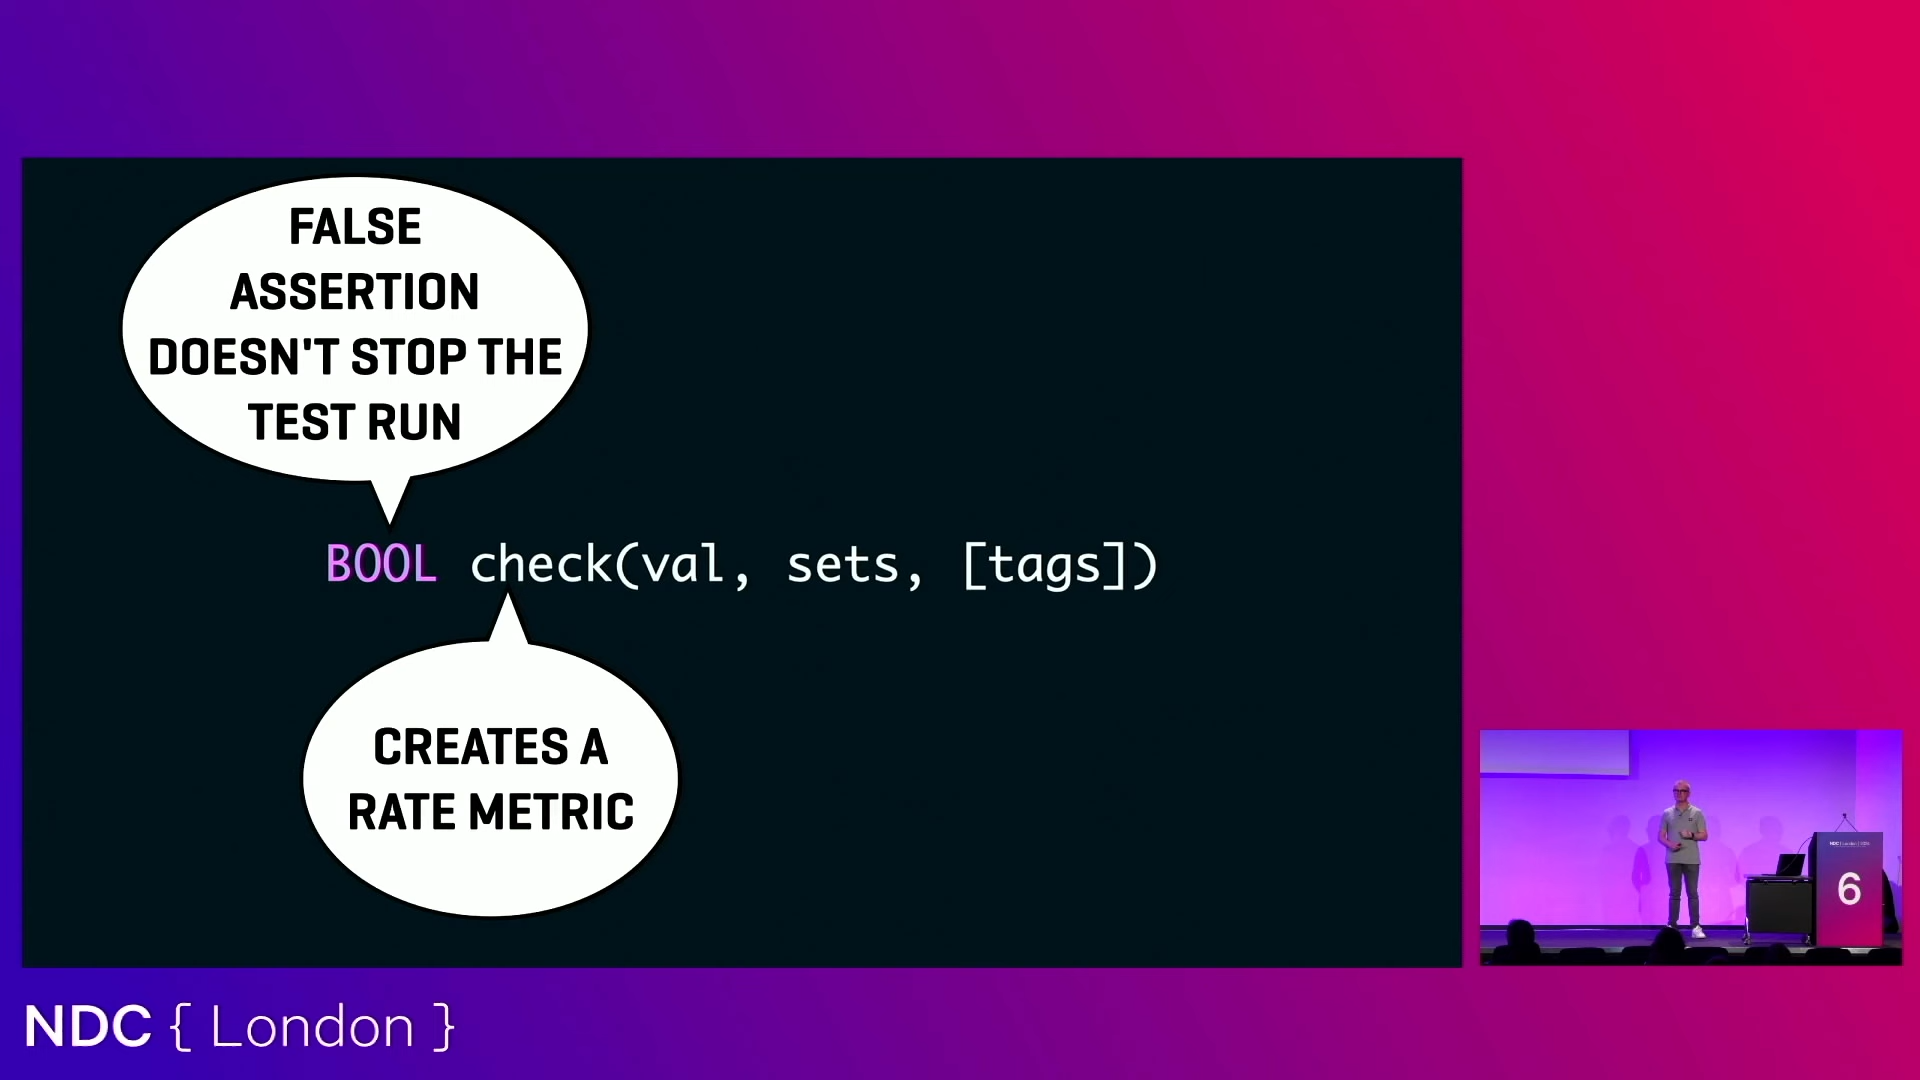 FALSE
ASSERTION
DOESN'T STOP THE
TEST RUN
BOOL check(val, sets, [tags])
CREATES A
RATE METRIC
6
NDC { London }